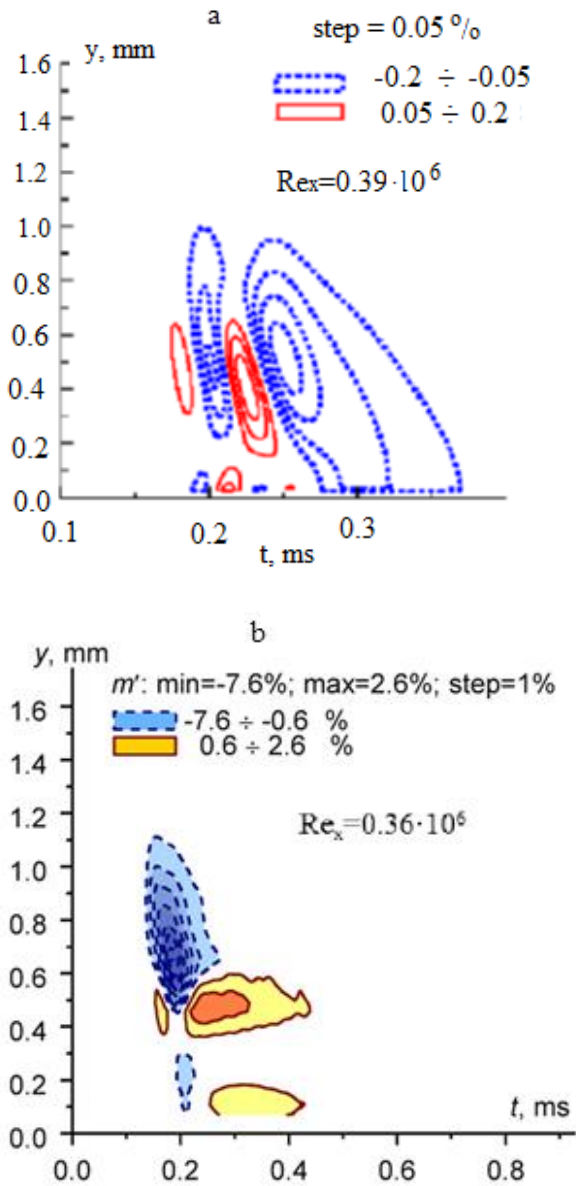 a
step = 0.05 %
y, mm
-0.2 ÷ -0.05
0.05 ÷ 0.2
Rex=0.39·10⁶
1.6
1.4
1.2
1.0
0.8
0.6
0.4
0.2
0.0
0.1
0.2
0.3
t, ms
b
y, mm
m': min=-7.6%; max=2.6%; step=1%
-7.6 ÷ -0.6 %
0.6 ÷ 2.6 %
Reₓ=0.36·10⁶
1.6
1.4
1.2
1.0
0.8
0.6
0.4
0.2
0.0
t, ms
0.0
0.2
0.4
0.6
0.8